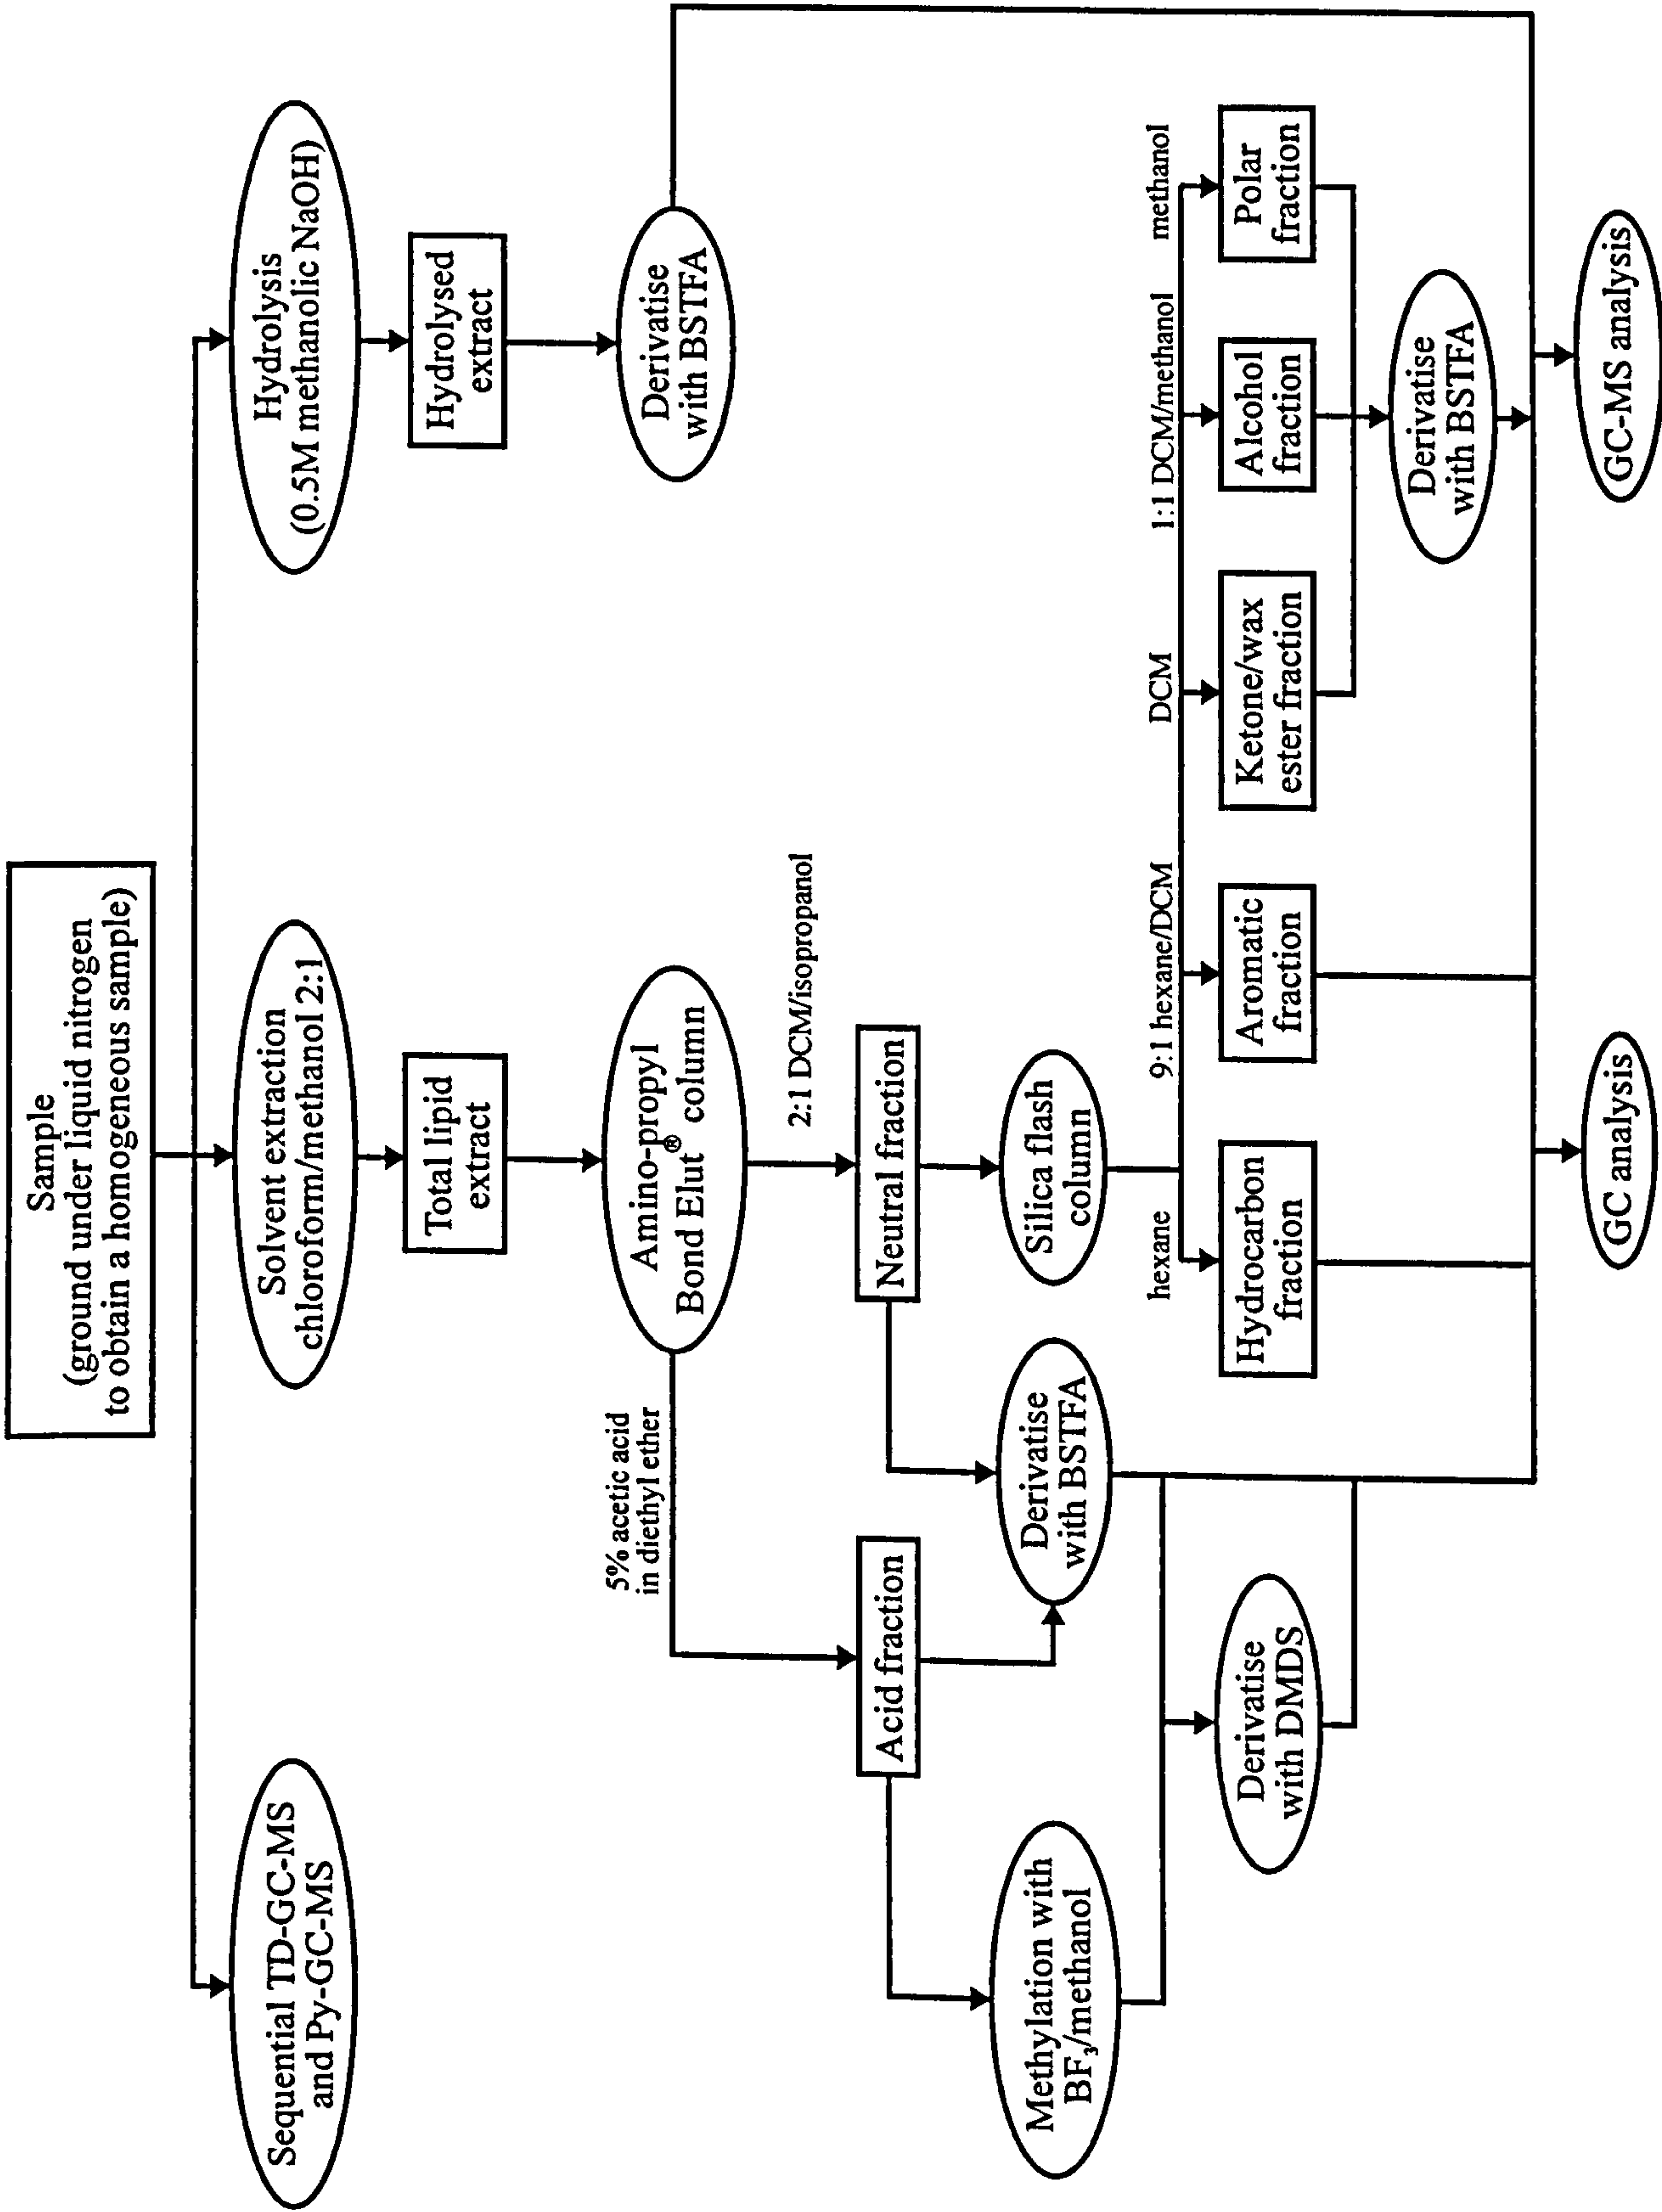 Sample
(ground under liquid nitrogen
to obtain a homogeneous sample)
Sequential TD-GC-MS
and Py-GC-MS
Solvent extraction
chloroform/methanol 2:1
Hydrolysis
(0.5M methanolic NaOH)
Total lipid
extract
Hydrolysed
extract
Amino-propyl
Bond Elut® column
Derivatise
with BSTFA
5% acetic acid
in diethyl ether
2:1 DCM/isopropanol
Acid fraction
Neutral fraction
Methylation with
BF₃/methanol
Derivatise
with BSTFA
Silica flash
column
hexane
9:1 hexane/DCM
DCM
1:1 DCM/methanol
methanol
Derivatise
with DMDS
Hydrocarbon
fraction
Aromatic
fraction
Ketone/wax
ester fraction
Alcohol
fraction
Polar
fraction
Derivatise
with BSTFA
GC analysis
GC-MS analysis